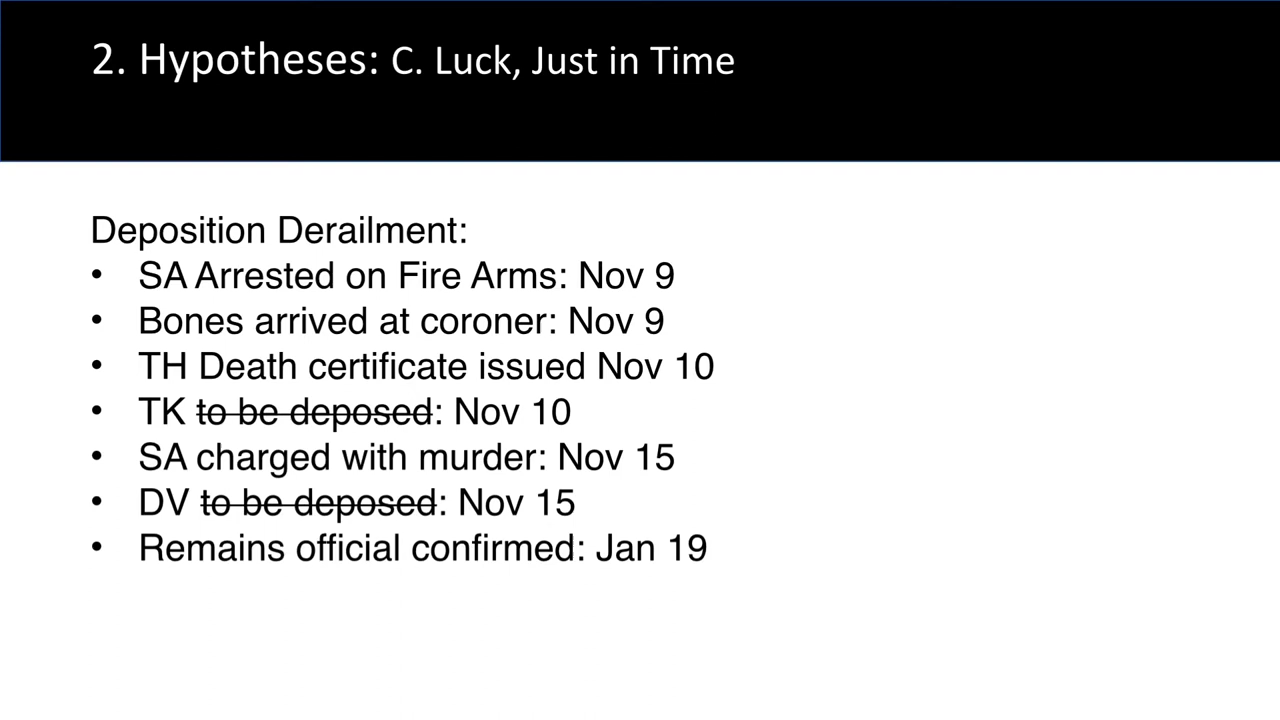 2. Hypotheses: C. Luck, Just in Time
Deposition Derailment:
• SA Arrested on Fire Arms: Nov 9
• Bones arrived at coroner: Nov 9
• TH Death certificate issued Nov 10
• TK to be deposed: Nov 10
• SA charged with murder: Nov 15
• DV to be deposed: Nov 15
• Remains official confirmed: Jan 19